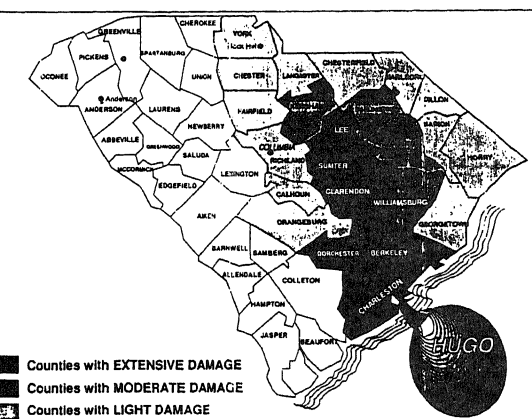 CHEROKEE
GREENVILLE
YORK
SPARTANBURG
PICKENS
OCONEE
UNION
CHESTER
LANCASTER
CHESTERFIELD
MARLBORO
Anderson
ANDERSON
LAURENS
FAIRFIELD
DILLON
NEWBERRY
LEE
MARION
ABBEVILLE
GREENWOOD
COLUMBIA
RICHLAND
HORRY
SALUDA
MCCORMACK
LEXINGTON
SUMTER
EDGEFIELD
CALHOUN
CLARENDON
WILLIAMSBURG
AIKEN
ORANGEBURG
GEORGETOWN
BARNWELL
BAMBERG
DORCHESTER
BERKELEY
ALLENDALE
COLLETON
CHARLESTON
HAMPTON
JASPER
BEAUFORT
HUGO
Counties with EXTENSIVE DAMAGE
Counties with MODERATE DAMAGE
Counties with LIGHT DAMAGE